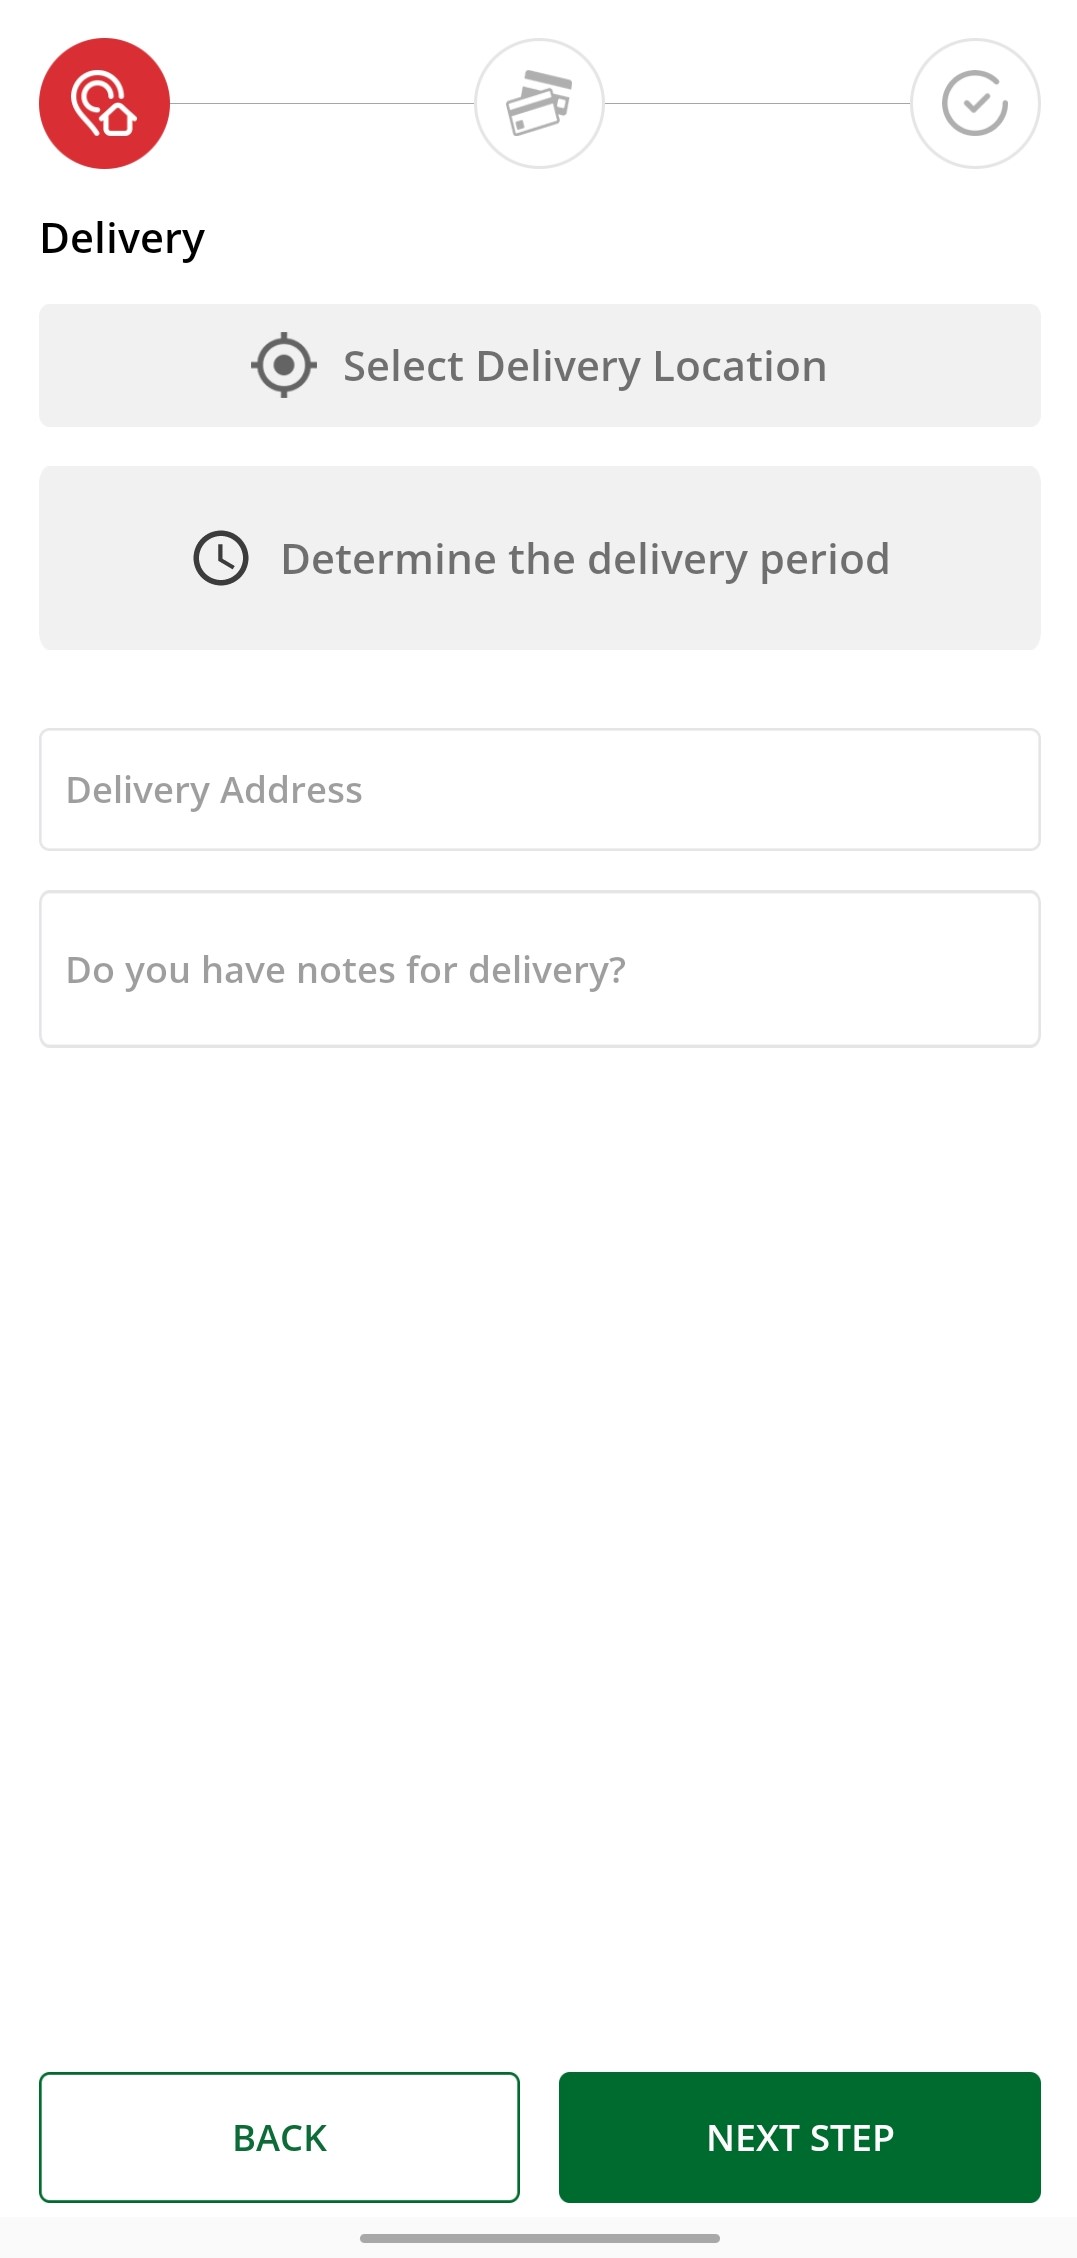 Delivery
Select Delivery Location
Determine the delivery period
Delivery Address
Do you have notes for delivery?
BACK
NEXT STEP